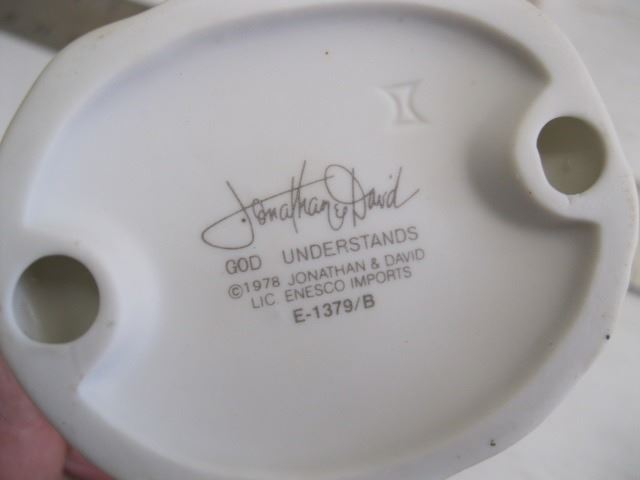 Jonathan & David
GOD UNDERSTANDS
©1978 JONATHAN & DAVID
LIC. ENESCO IMPORTS
E-1379/B